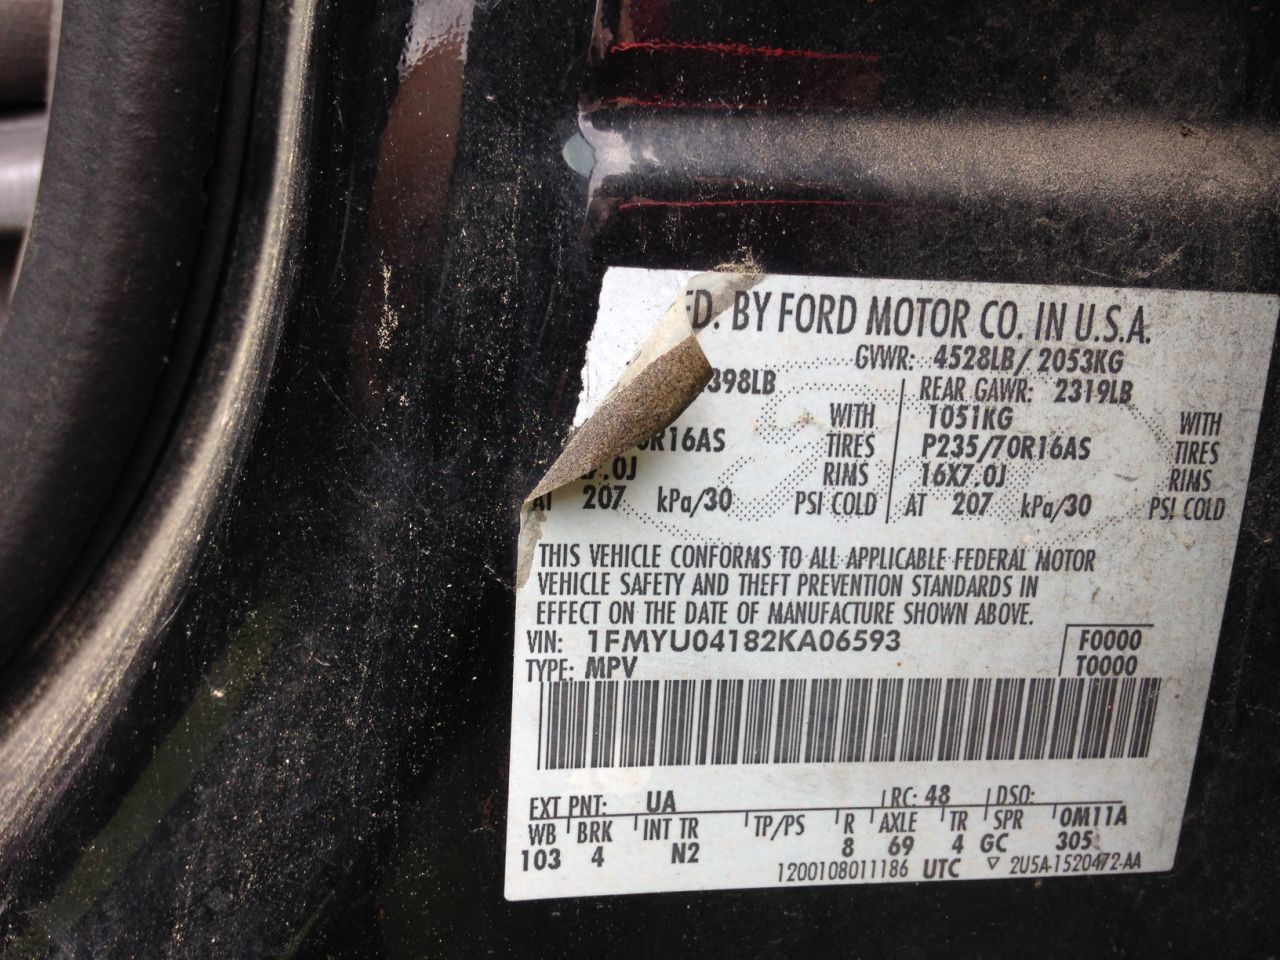 FD. BY FORD MOTOR CO. IN U.S.A.
GVWR: 4528LB/ 2053KG
398LB
REAR GAWR: 2319LB
WITH 1051KG WITH
0R16AS TIRES P235/70R16AS TIRES
7.0J RIMS 16X7.0J RIMS
AT 207 kPa/30 PSI COLD AT 207 kPa/30 PSI COLD
THIS VEHICLE CONFORMS TO ALL APPLICABLE FEDERAL MOTOR
VEHICLE SAFETY AND THEFT PREVENTION STANDARDS IN
EFFECT ON THE DATE OF MANUFACTURE SHOWN ABOVE.
VIN: 1FMYU04182KA06593 F0000
TYPE: MPV T0000
EXT PNT: UA RC: 48 DSO:
WB BRK INT TR TP/PS R AXLE TR SPR 0M11A
103 4 N2 8 69 4 GC 305
1200108011186 UTC ▽ 2U5A-1520472-AA